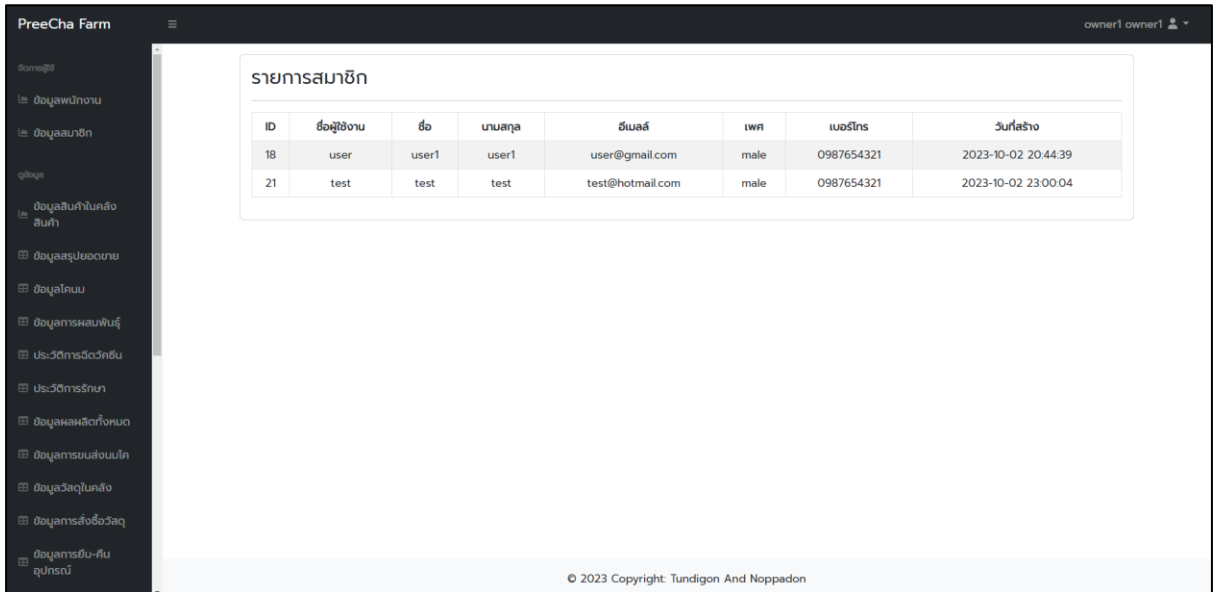 PreeCha Farm
owner1 owner1
จัดการผู้ใช้
ข้อมูลพนักงาน
ข้อมูลสมาชิก
ดูข้อมูล
ข้อมูลสินค้าในคลัง
สินค้า
ข้อมูลสรุปยอดขาย
ข้อมูลโคนม
ข้อมูลการผสมพันธุ์
ประวัติการฉีดวัคซีน
ประวัติการรักษา
ข้อมูลผลผลิตทั้งหมด
ข้อมูลการขนส่งนมโค
ข้อมูลวัสดุในคลัง
ข้อมูลการสั่งซื้อวัสดุ
ข้อมูลการยืม-คืน
อุปกรณ์
รายการสมาชิก
ID ชื่อผู้ใช้งาน ชื่อ นามสกุล อีเมลล์ เพศ เบอร์โทร วันที่สร้าง
18 user user1 user1 user@gmail.com male 0987654321 2023-10-02 20:44:39
21 test test test test@hotmail.com male 0987654321 2023-10-02 23:00:04
© 2023 Copyright: Tundigon And Noppadon